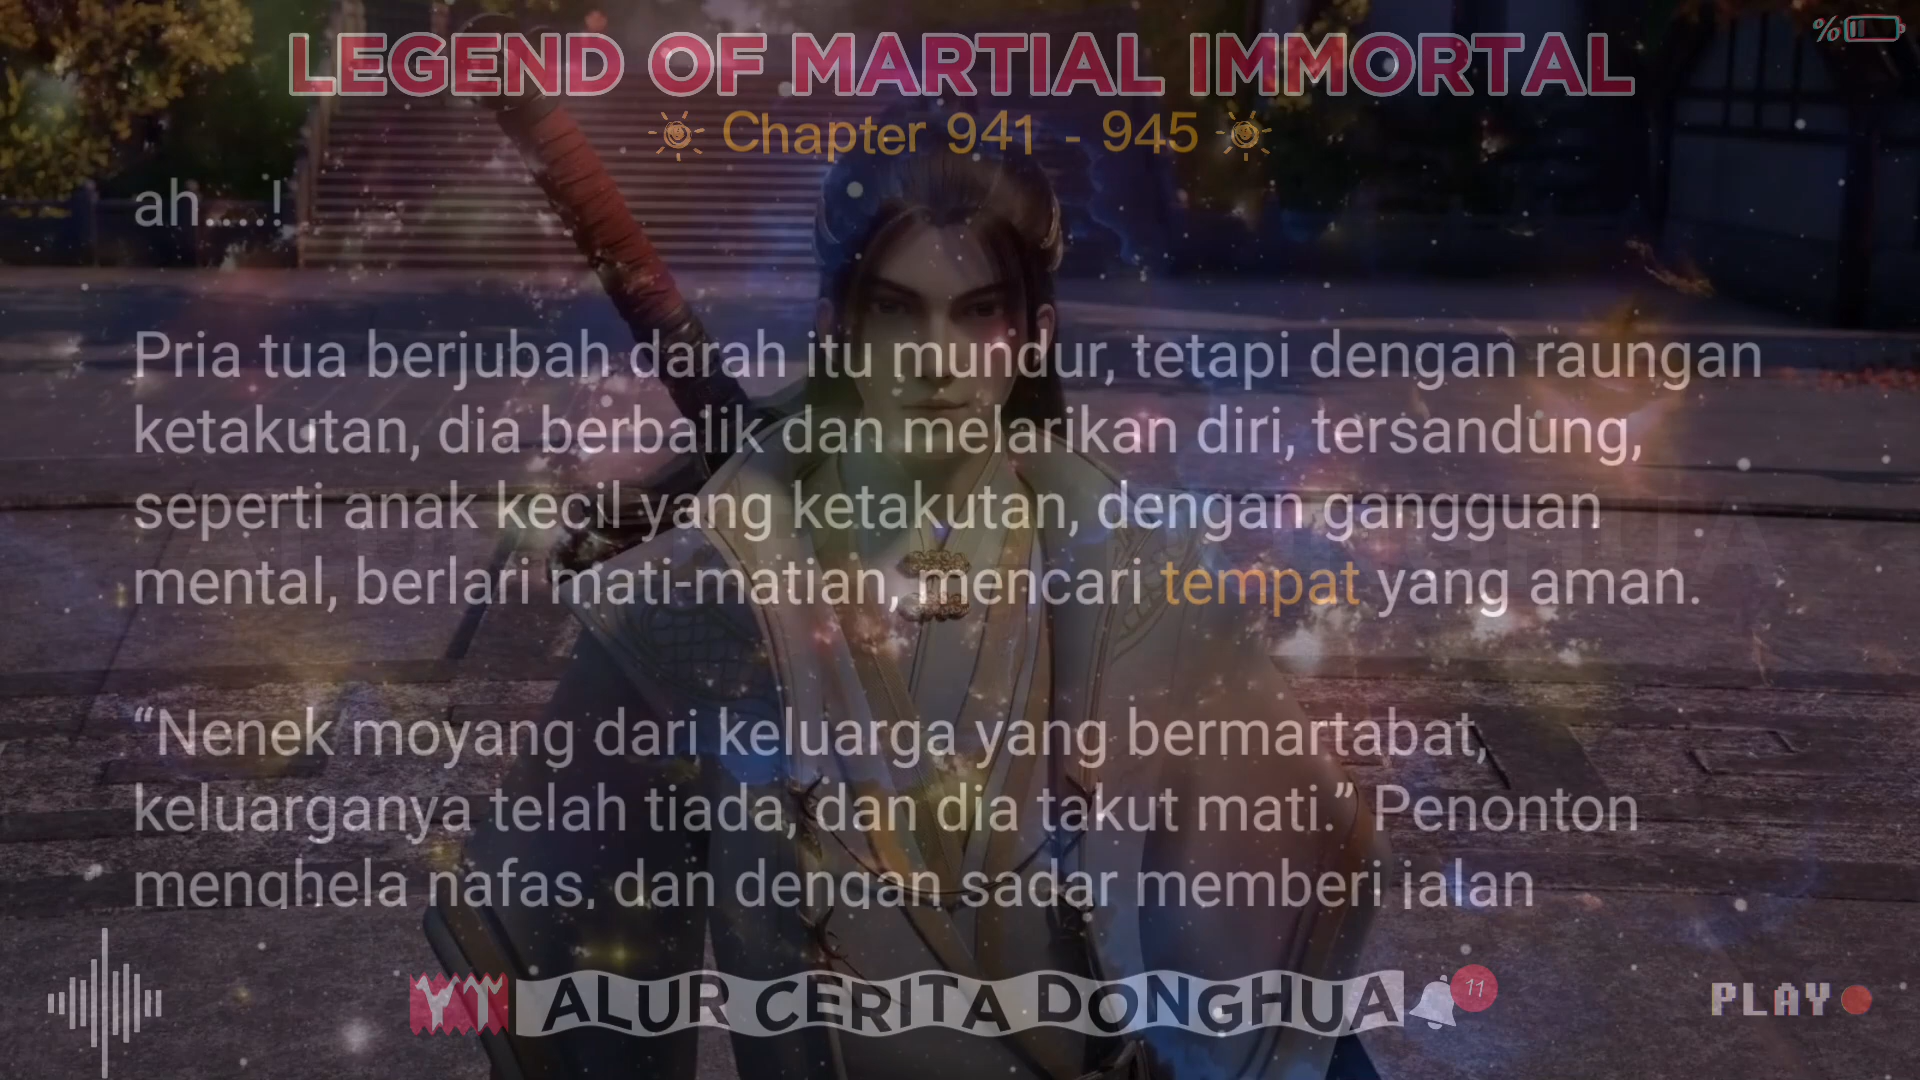 LEGEND OF MARTIAL IMMORTAL
%
Chapter 941 - 945
ah....!
Pria tua berjubah darah itu mundur, tetapi dengan raungan
ketakutan, dia berbalik dan melarikan diri, tersandung,
seperti anak kecil yang ketakutan, dengan gangguan
mental, berlari mati-matian, mencari tempat yang aman.
“Nenek moyang dari keluarga yang bermartabat,
keluarganya telah tiada, dan dia takut mati.” Penonton
menghela nafas, dan dengan sadar memberi jalan
YT ALUR CERITA DONGHUA 11
PLAY